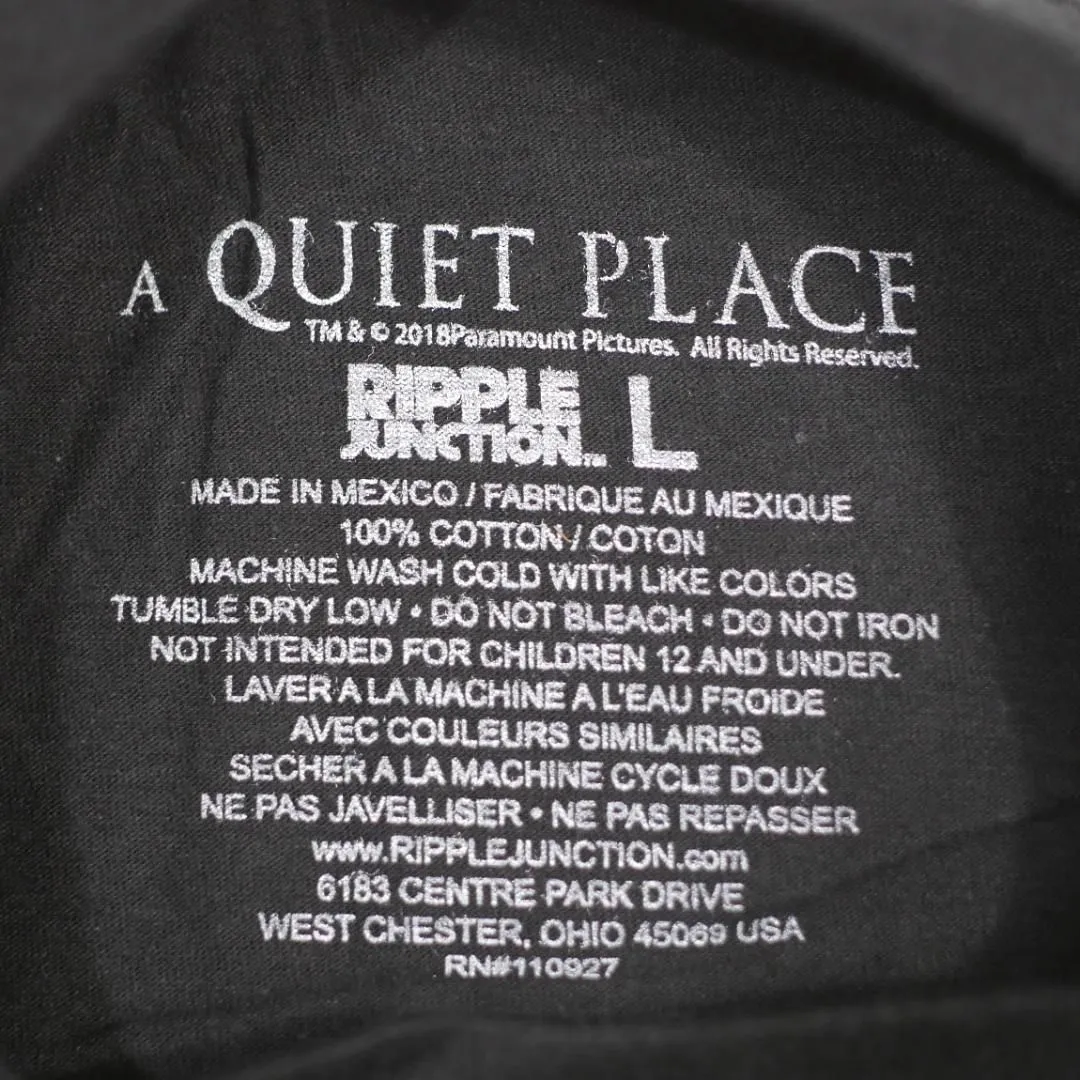 A QUIET PLACE
TM & © 2018Paramount Pictures. All Rights Reserved.
RIPPLE
JUNCTION™ L
MADE IN MEXICO / FABRIQUE AU MEXIQUE
100% COTTON / COTON
MACHINE WASH COLD WITH LIKE COLORS
TUMBLE DRY LOW • DO NOT BLEACH • DO NOT IRON
NOT INTENDED FOR CHILDREN 12 AND UNDER.
LAVER A LA MACHINE A L'EAU FROIDE
AVEC COULEURS SIMILAIRES
SECHER A LA MACHINE CYCLE DOUX
NE PAS JAVELLISER • NE PAS REPASSER
www.RIPPLEJUNCTION.com
6183 CENTRE PARK DRIVE
WEST CHESTER, OHIO 45069 USA
RN#110927